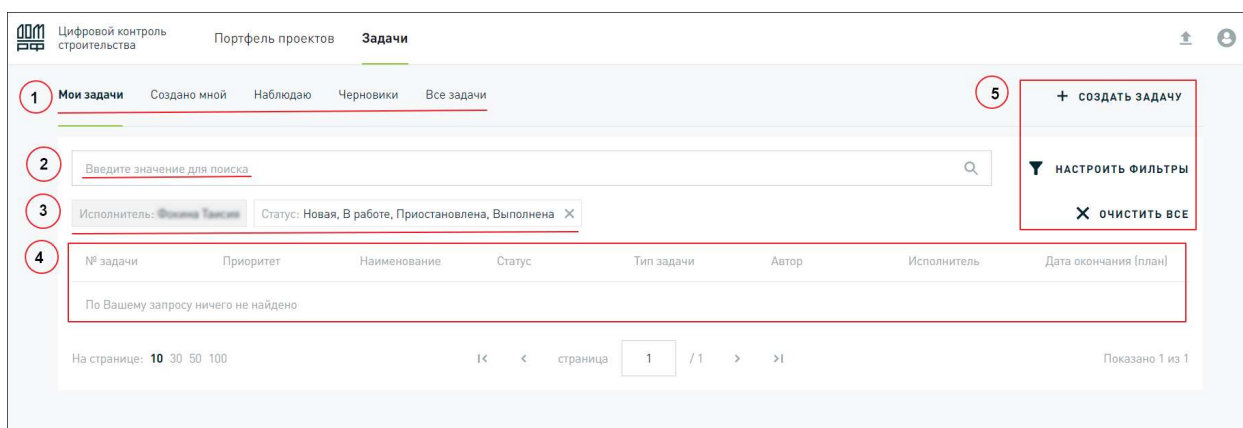 ДОМ
РФ
Цифровой контроль
строительства
Портфель проектов Задачи
1 Мои задачи Создано мной Наблюдаю Черновики Все задачи 5 + СОЗДАТЬ ЗАДАЧУ
2 Введите значение для поиска НАСТРОИТЬ ФИЛЬТРЫ
3 Исполнитель: Статус: Новая, В работе, Приостановлена, Выполнена × × ОЧИСТИТЬ ВСЕ
4 № задачи Приоритет Наименование Статус Тип задачи Автор Исполнитель Дата окончания (план)
По Вашему запросу ничего не найдено
На странице: 10 30 50 100 |< < страница 1 / 1 > >| Показано 1 из 1